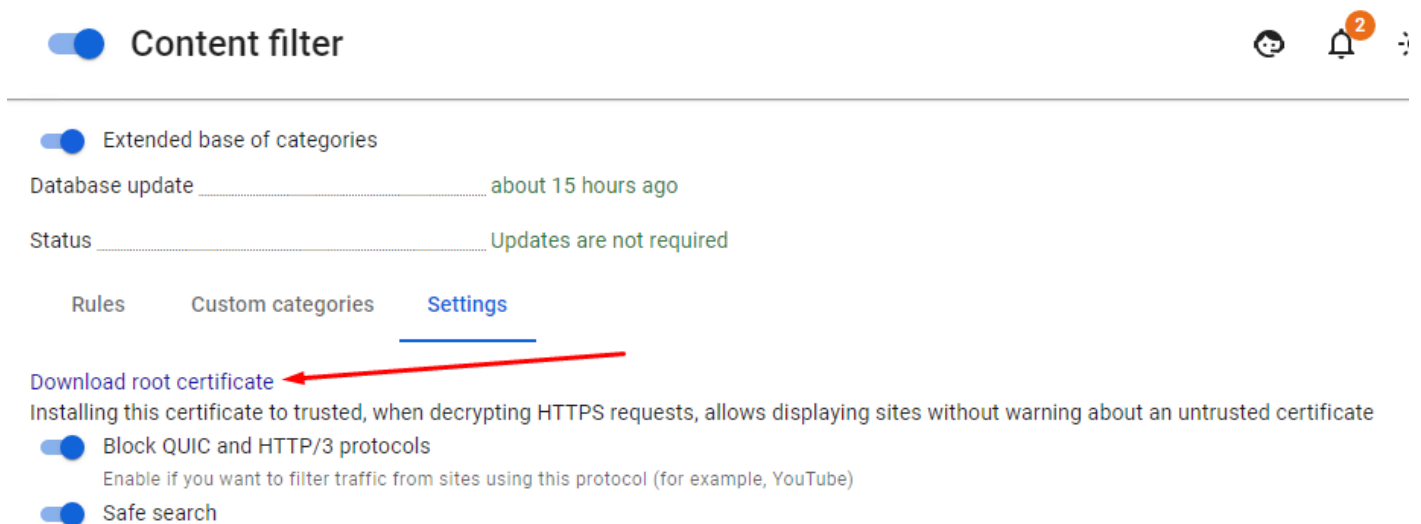 Content filter
2
Extended base of categories
Database update about 15 hours ago
Status Updates are not required
Rules Custom categories Settings
Download root certificate
Installing this certificate to trusted, when decrypting HTTPS requests, allows displaying sites without warning about an untrusted certificate
Block QUIC and HTTP/3 protocols
Enable if you want to filter traffic from sites using this protocol (for example, YouTube)
Safe search